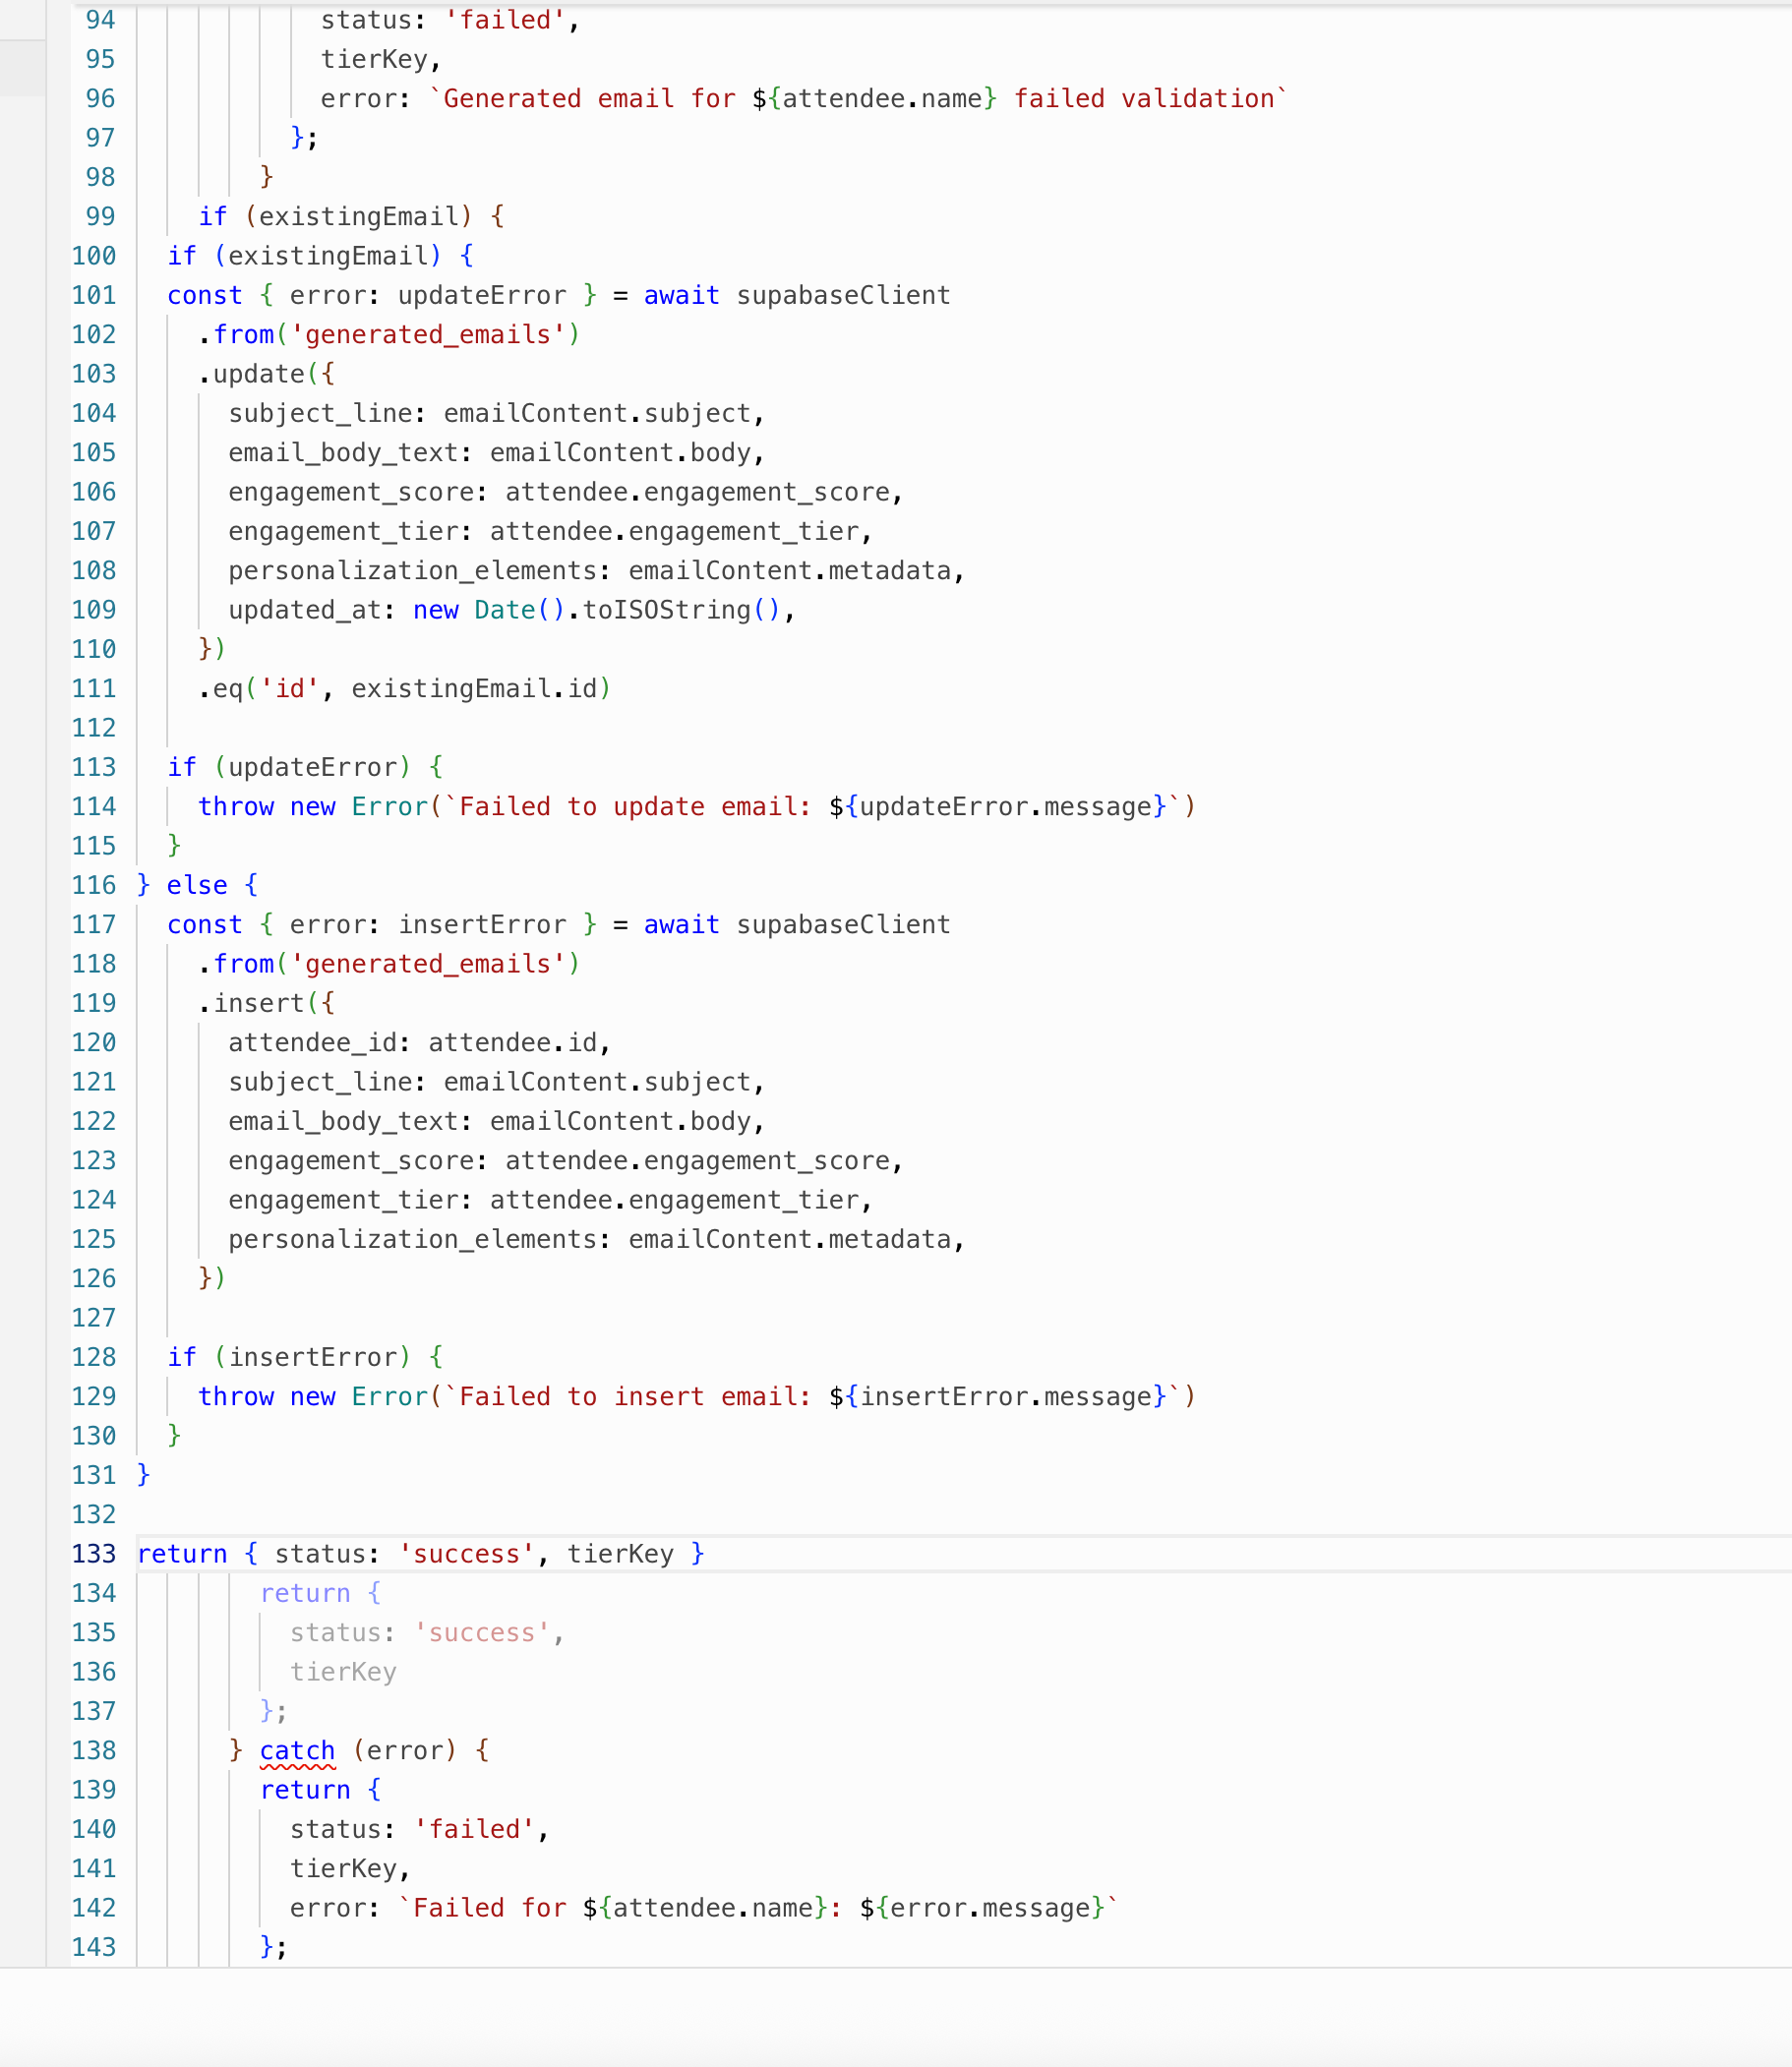 94 status: 'failed',
95 tierKey,
96 error: `Generated email for ${attendee.name} failed validation`
97 };
98 }
99 if (existingEmail) {
100 if (existingEmail) {
101 const { error: updateError } = await supabaseClient
102 .from('generated_emails')
103 .update({
104 subject_line: emailContent.subject,
105 email_body_text: emailContent.body,
106 engagement_score: attendee.engagement_score,
107 engagement_tier: attendee.engagement_tier,
108 personalization_elements: emailContent.metadata,
109 updated_at: new Date().toISOString(),
110 })
111 .eq('id', existingEmail.id)
112
113 if (updateError) {
114 throw new Error(`Failed to update email: ${updateError.message}`)
115 }
116 } else {
117 const { error: insertError } = await supabaseClient
118 .from('generated_emails')
119 .insert({
120 attendee_id: attendee.id,
121 subject_line: emailContent.subject,
122 email_body_text: emailContent.body,
123 engagement_score: attendee.engagement_score,
124 engagement_tier: attendee.engagement_tier,
125 personalization_elements: emailContent.metadata,
126 })
127
128 if (insertError) {
129 throw new Error(`Failed to insert email: ${insertError.message}`)
130 }
131 }
132
133 return { status: 'success', tierKey }
134 return {
135 status: 'success',
136 tierKey
137 };
138 } catch (error) {
139 return {
140 status: 'failed',
141 tierKey,
142 error: `Failed for ${attendee.name}: ${error.message}`
143 };